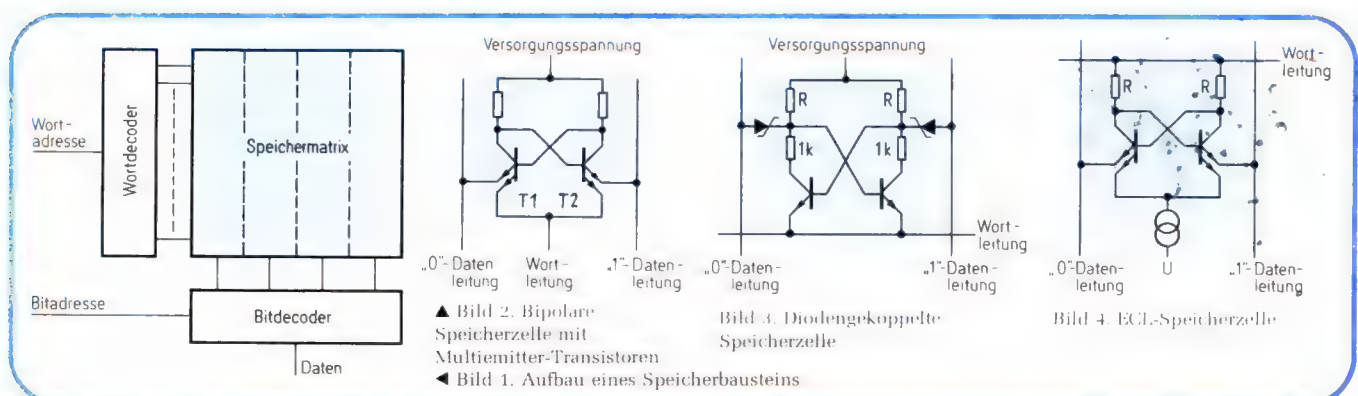 Wort-
adresse
Wortdecoder
Speichermatrix
Bitadresse
Bitdecoder
Daten
Versorgungsspannung
T1 T2
„0"-Daten-
leitung
Wort-
leitung
„1"-Daten-
leitung
▲ Bild 2. Bipolare
Speicherzelle mit
Multiemitter-Transistoren
◀ Bild 1. Aufbau eines Speicherbausteins
Versorgungsspannung
R R
1k 1k
Wort-
leitung
„0"-Daten-
leitung
„1"-Daten-
leitung
Bild 3. Diodengekoppelte
Speicherzelle
Wort-
leitung
R R
U
„0"-Daten-
leitung
„1"-Daten-
leitung
Bild 4. ECL-Speicherzelle